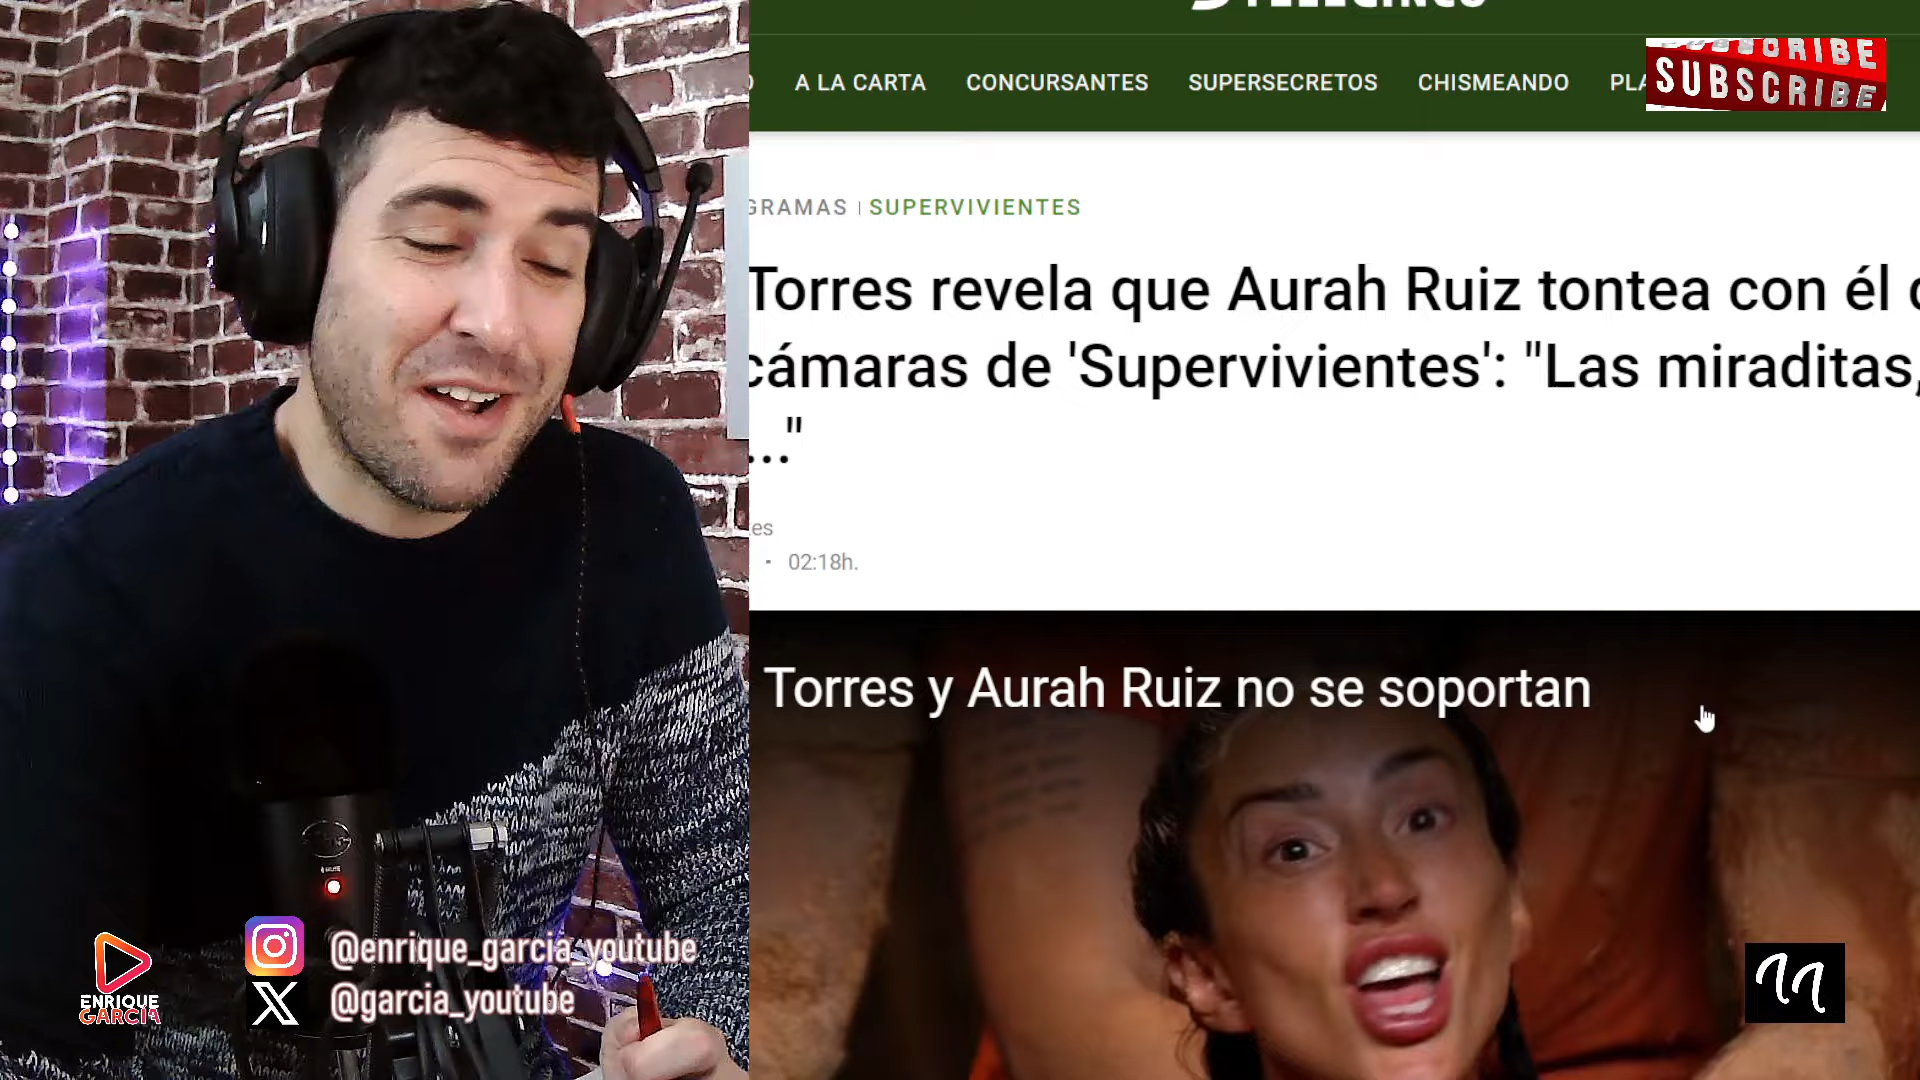 A LA CARTA CONCURSANTES SUPERSECRETOS CHISMEANDO
SUBSCRIBE
SUPERVIVIENTES
Torres revela que Aurah Ruiz tontea con él
cámaras de 'Supervivientes': "Las miraditas,
..."
02:18h.
Torres y Aurah Ruiz no se soportan
@enrique_garcia_youtube
@garcia_youtube
ENRIQUE
GARCIA
MUTE